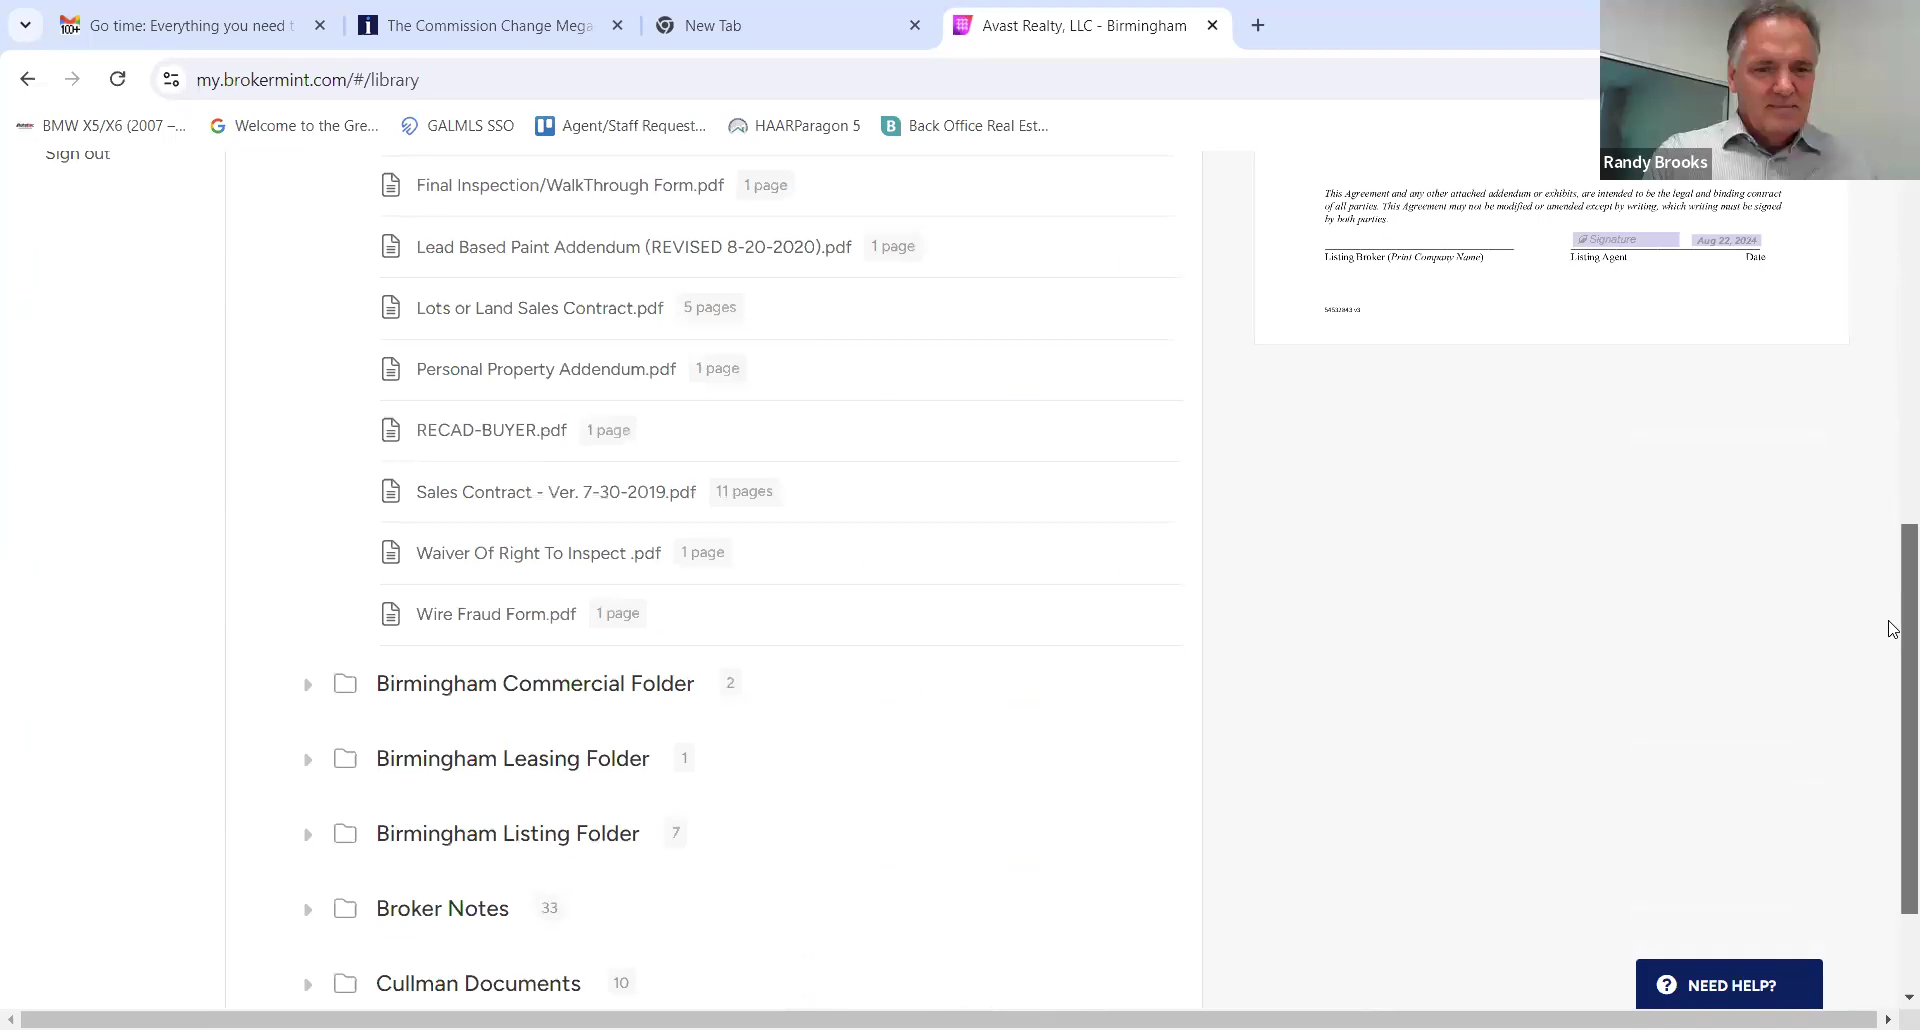 Go time: Everything you need t
The Commission Change Mega
New Tab
Avast Realty, LLC - Birmingham
my.brokermint.com/#/library
BMW X5/X6 (2007 –...
Welcome to the Gre...
GALMLS SSO
Agent/Staff Request...
HAARParagon 5
Back Office Real Est...
Randy Brooks
Sign out
Final Inspection/WalkThrough Form.pdf 1 page
Lead Based Paint Addendum (REVISED 8-20-2020).pdf 1 page
Lots or Land Sales Contract.pdf 5 pages
Personal Property Addendum.pdf 1 page
RECAD-BUYER.pdf 1 page
Sales Contract - Ver. 7-30-2019.pdf 11 pages
Waiver Of Right To Inspect .pdf 1 page
Wire Fraud Form.pdf 1 page
Birmingham Commercial Folder 2
Birmingham Leasing Folder 1
Birmingham Listing Folder 7
Broker Notes 33
Cullman Documents 10
This Agreement and any other attached addendum or exhibits, are intended to be the legal and binding contract
of all parties. This Agreement may not be modified or amended except by writing, which writing must be signed
by both parties.
Signature Aug 22, 2024
Listing Broker (Print Company Name) Listing Agent Date
NEED HELP?